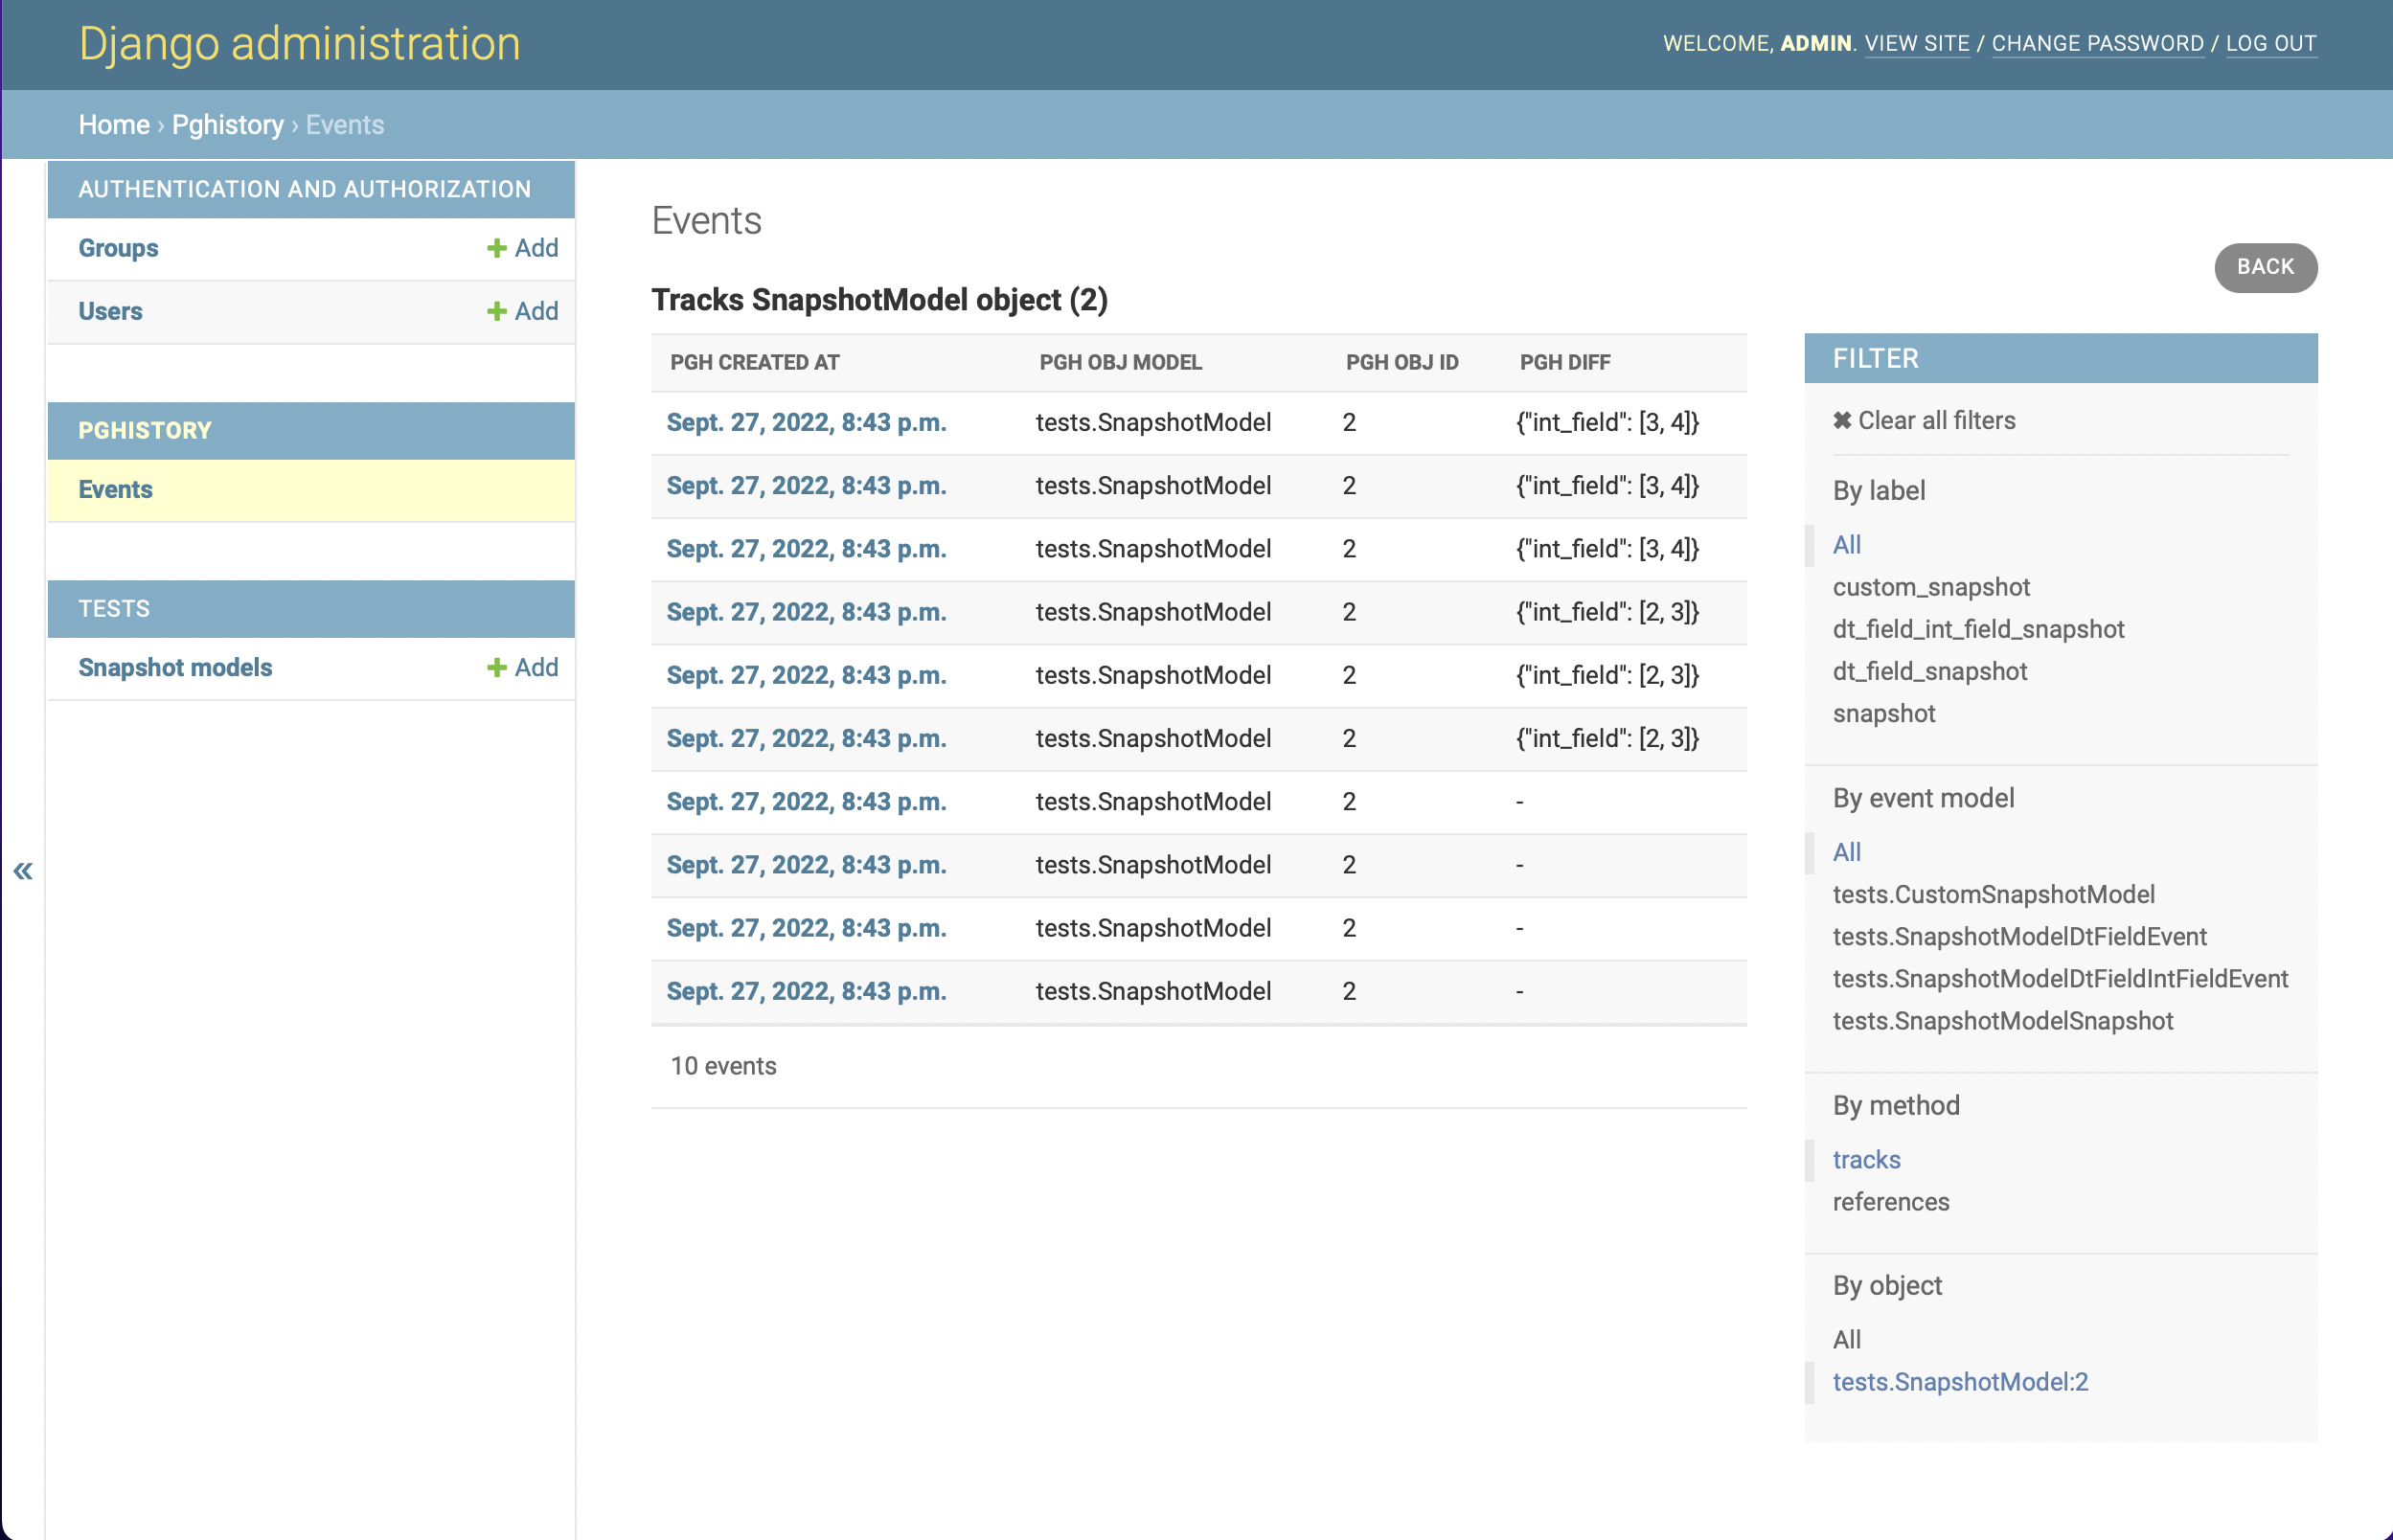 Django administration
WELCOME, ADMIN. VIEW SITE / CHANGE PASSWORD / LOG OUT
Home › Pghistory › Events
AUTHENTICATION AND AUTHORIZATION
Groups + Add
Users + Add
PGHISTORY
Events
TESTS
Snapshot models + Add
«
Events
BACK
Tracks SnapshotModel object (2)
PGH CREATED AT PGH OBJ MODEL PGH OBJ ID PGH DIFF
Sept. 27, 2022, 8:43 p.m. tests.SnapshotModel 2 {"int_field": [3, 4]}
Sept. 27, 2022, 8:43 p.m. tests.SnapshotModel 2 {"int_field": [3, 4]}
Sept. 27, 2022, 8:43 p.m. tests.SnapshotModel 2 {"int_field": [3, 4]}
Sept. 27, 2022, 8:43 p.m. tests.SnapshotModel 2 {"int_field": [2, 3]}
Sept. 27, 2022, 8:43 p.m. tests.SnapshotModel 2 {"int_field": [2, 3]}
Sept. 27, 2022, 8:43 p.m. tests.SnapshotModel 2 {"int_field": [2, 3]}
Sept. 27, 2022, 8:43 p.m. tests.SnapshotModel 2 -
Sept. 27, 2022, 8:43 p.m. tests.SnapshotModel 2 -
Sept. 27, 2022, 8:43 p.m. tests.SnapshotModel 2 -
Sept. 27, 2022, 8:43 p.m. tests.SnapshotModel 2 -
10 events
FILTER
✖ Clear all filters
By label
All
custom_snapshot
dt_field_int_field_snapshot
dt_field_snapshot
snapshot
By event model
All
tests.CustomSnapshotModel
tests.SnapshotModelDtFieldEvent
tests.SnapshotModelDtFieldIntFieldEvent
tests.SnapshotModelSnapshot
By method
tracks
references
By object
All
tests.SnapshotModel:2